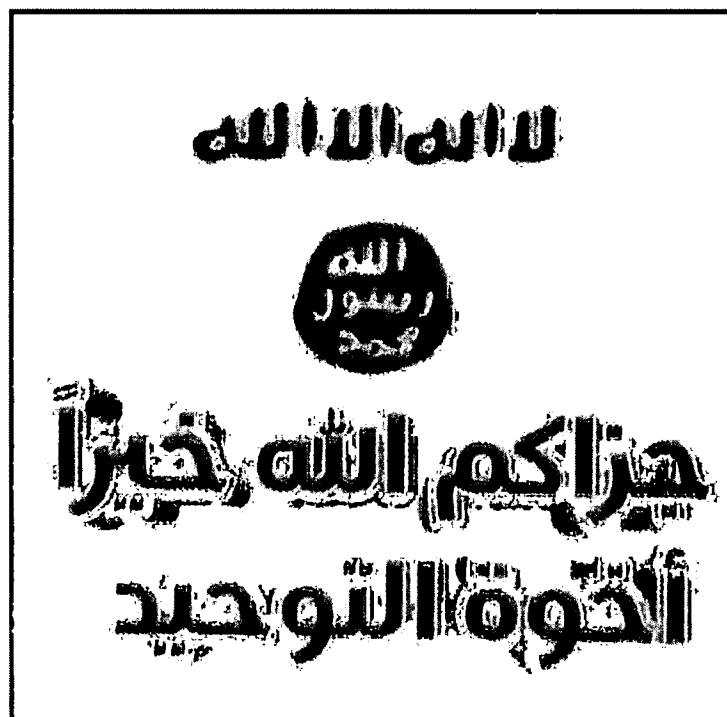 لا اله الا الله
الله
رسول
محمد
جزاكم الله خيراً
أخوة التوحيد